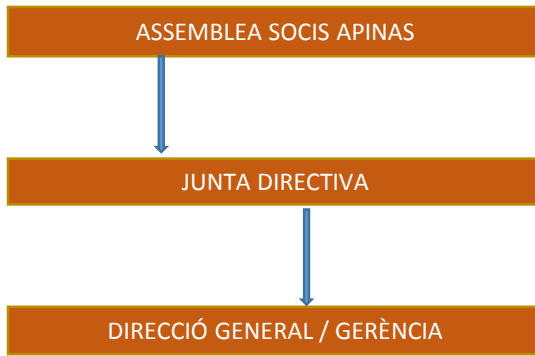 ASSEMBLEA SOCIS APINAS
JUNTA DIRECTIVA
DIRECCIÓ GENERAL / GERÈNCIA